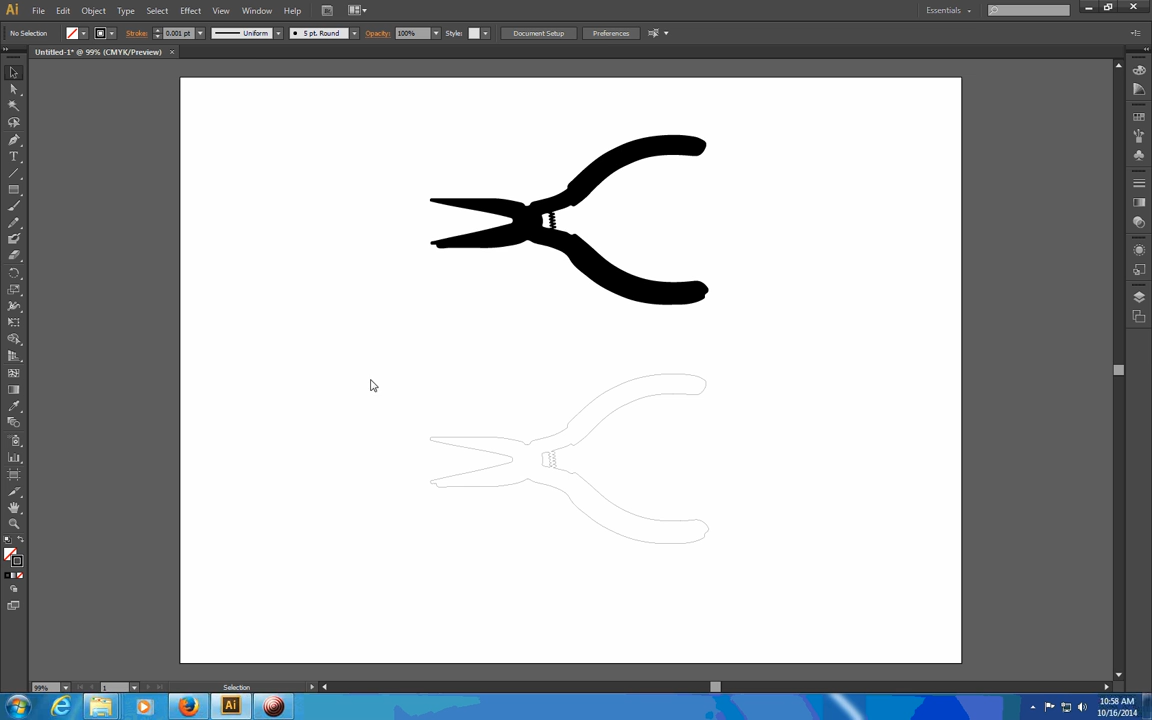 Ai File Edit Object Type Select Effect View Window Help Br Essentials
No Selection Stroke: 0.001 pt Uniform 5 pt. Round Opacity: 100% Style: Document Setup Preferences
Untitled-1* @ 99% (CMYK/Preview) ×
T
99% 1 Selection
Ai
10:58 AM
10/16/2014